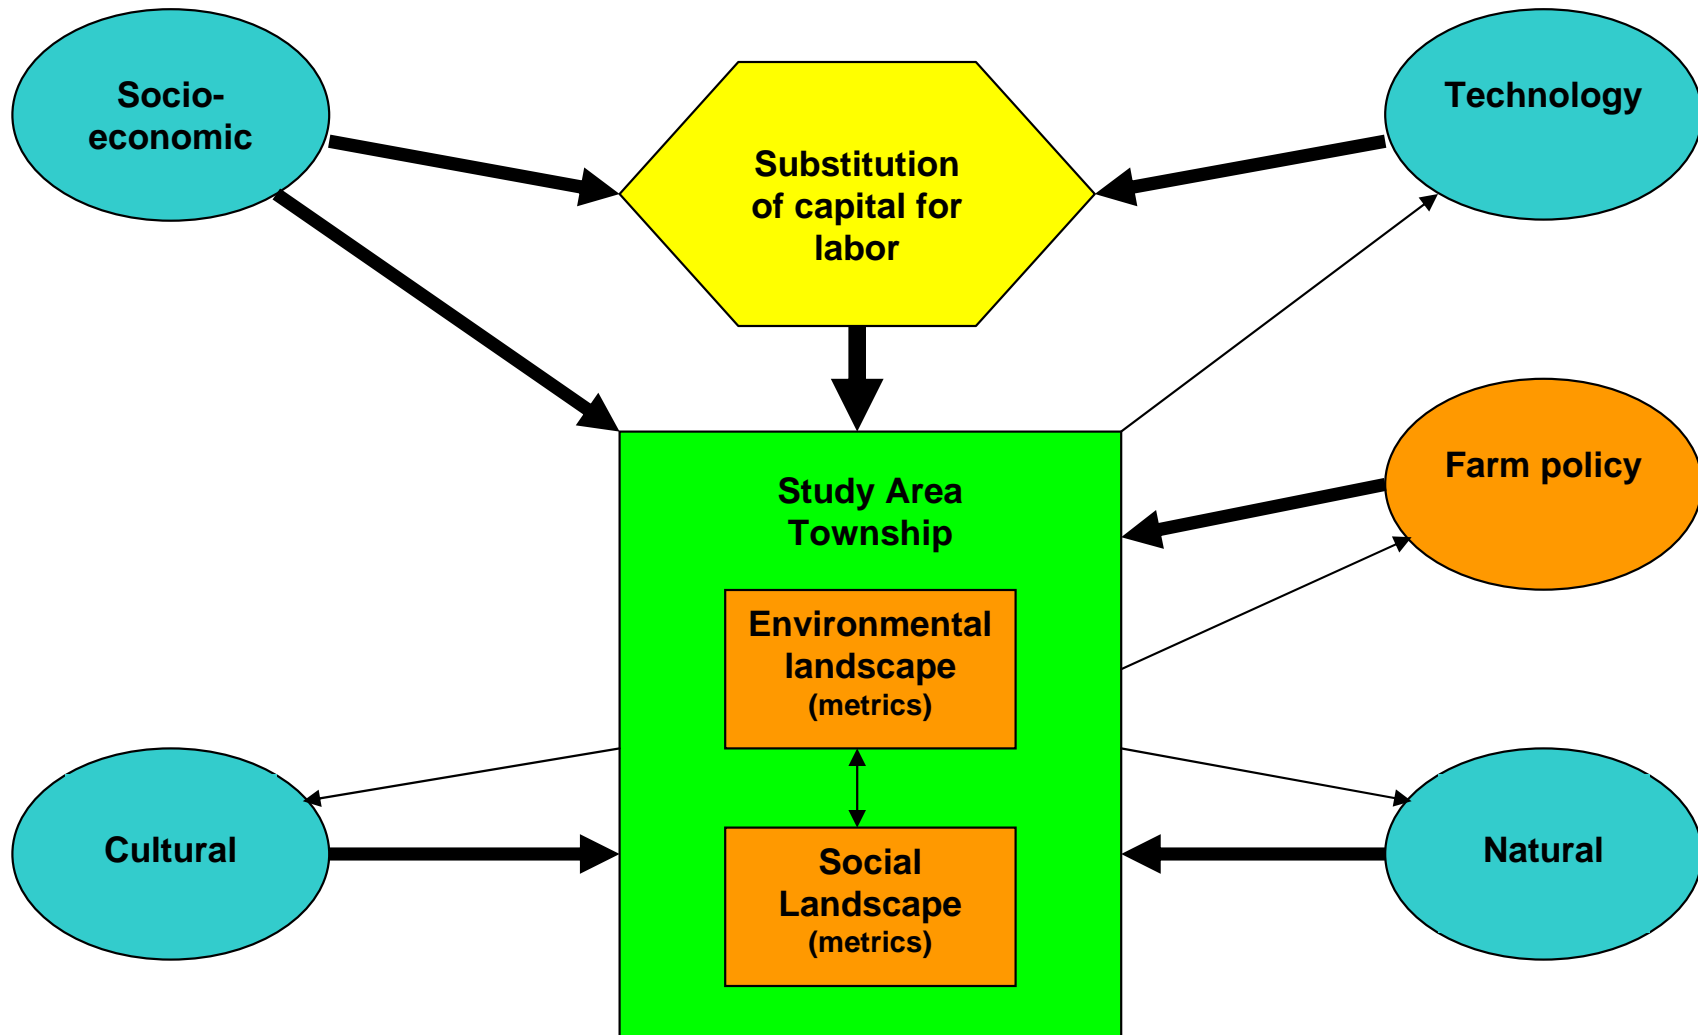 Socio-
economic
Substitution
of capital for
labor
Technology
Study Area
Township
Farm policy
Environmental
landscape
(metrics)
Cultural
Social
Landscape
(metrics)
Natural